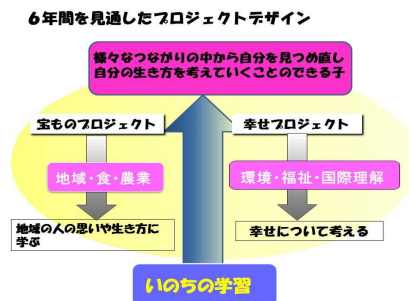 6年間を見通したプロジェクトデザイン
様々なつながりの中から自分を見つめ直し
自分の生き方を考えていくことのできる子
宝ものプロジェクト
幸せプロジェクト
地域・食・農業
環境・福祉・国際理解
地域の人の思いや生き方に
学ぶ
幸せについて考える
いのちの学習